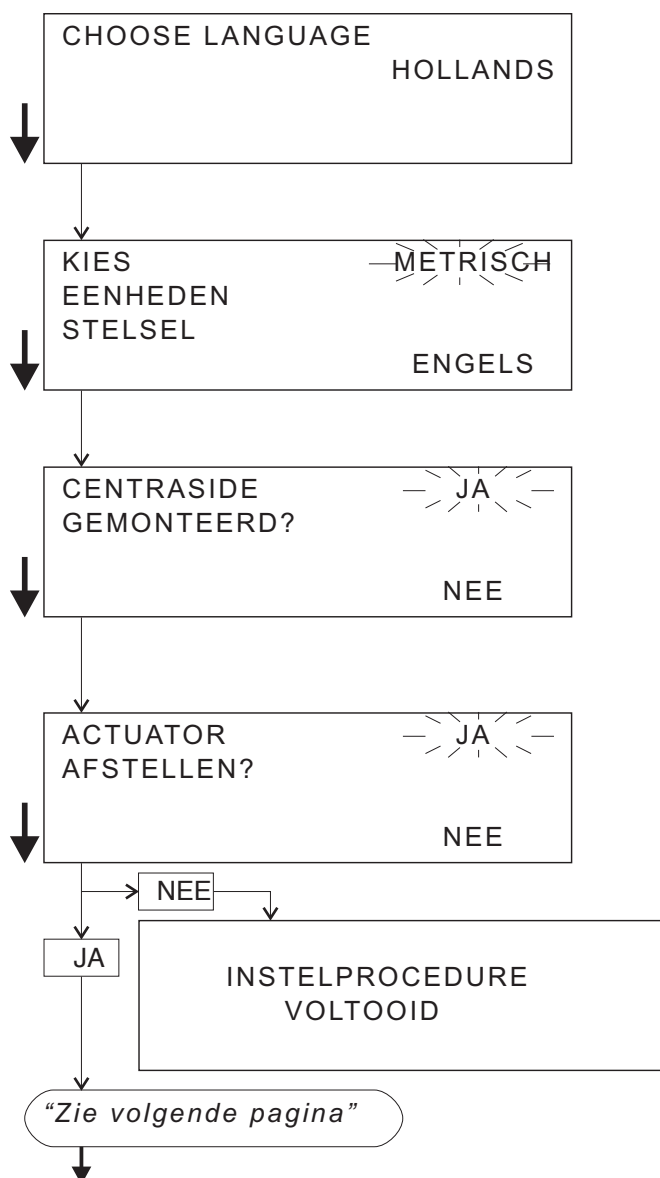 CHOOSE LANGUAGE
HOLLANDS
KIES METRISCH
EENHEDEN
STELSEL
ENGELS
CENTRASIDE JA
GEMONTEERD?
NEE
ACTUATOR JA
AFSTELLEN?
NEE
NEE
JA
INSTELPROCEDURE
VOLTOOID
“Zie volgende pagina”